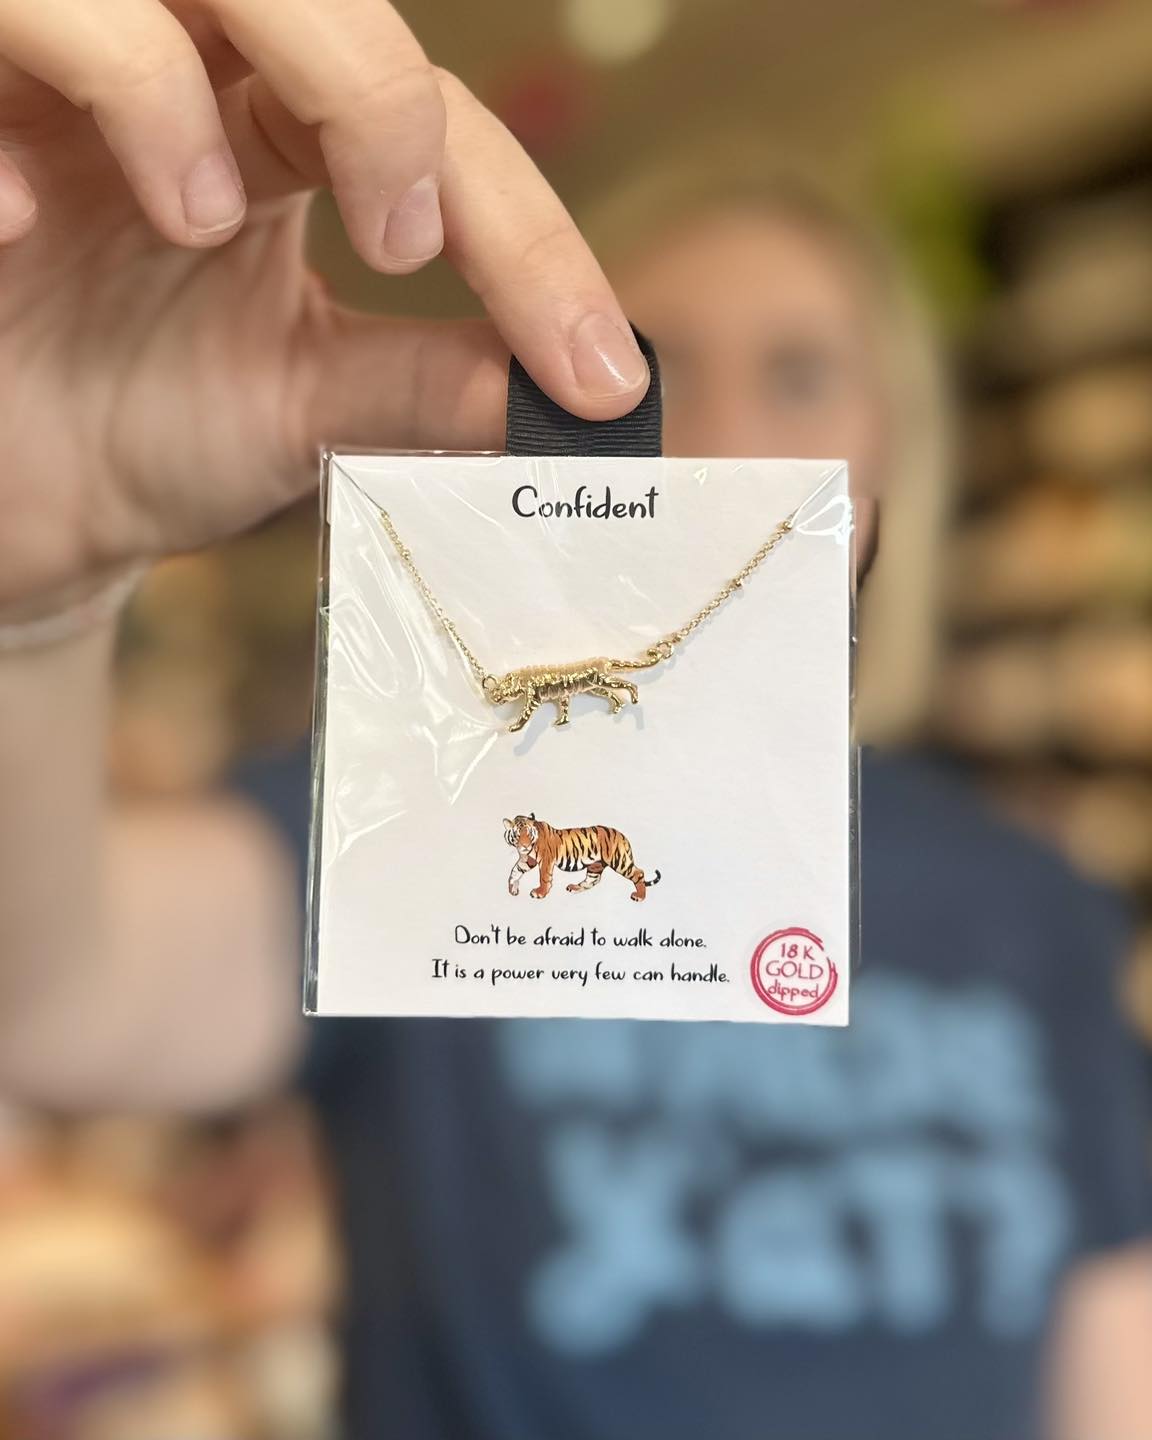 Confident
Don't be afraid to walk alone.
It is a power very few can handle.
18 K
GOLD
dipped